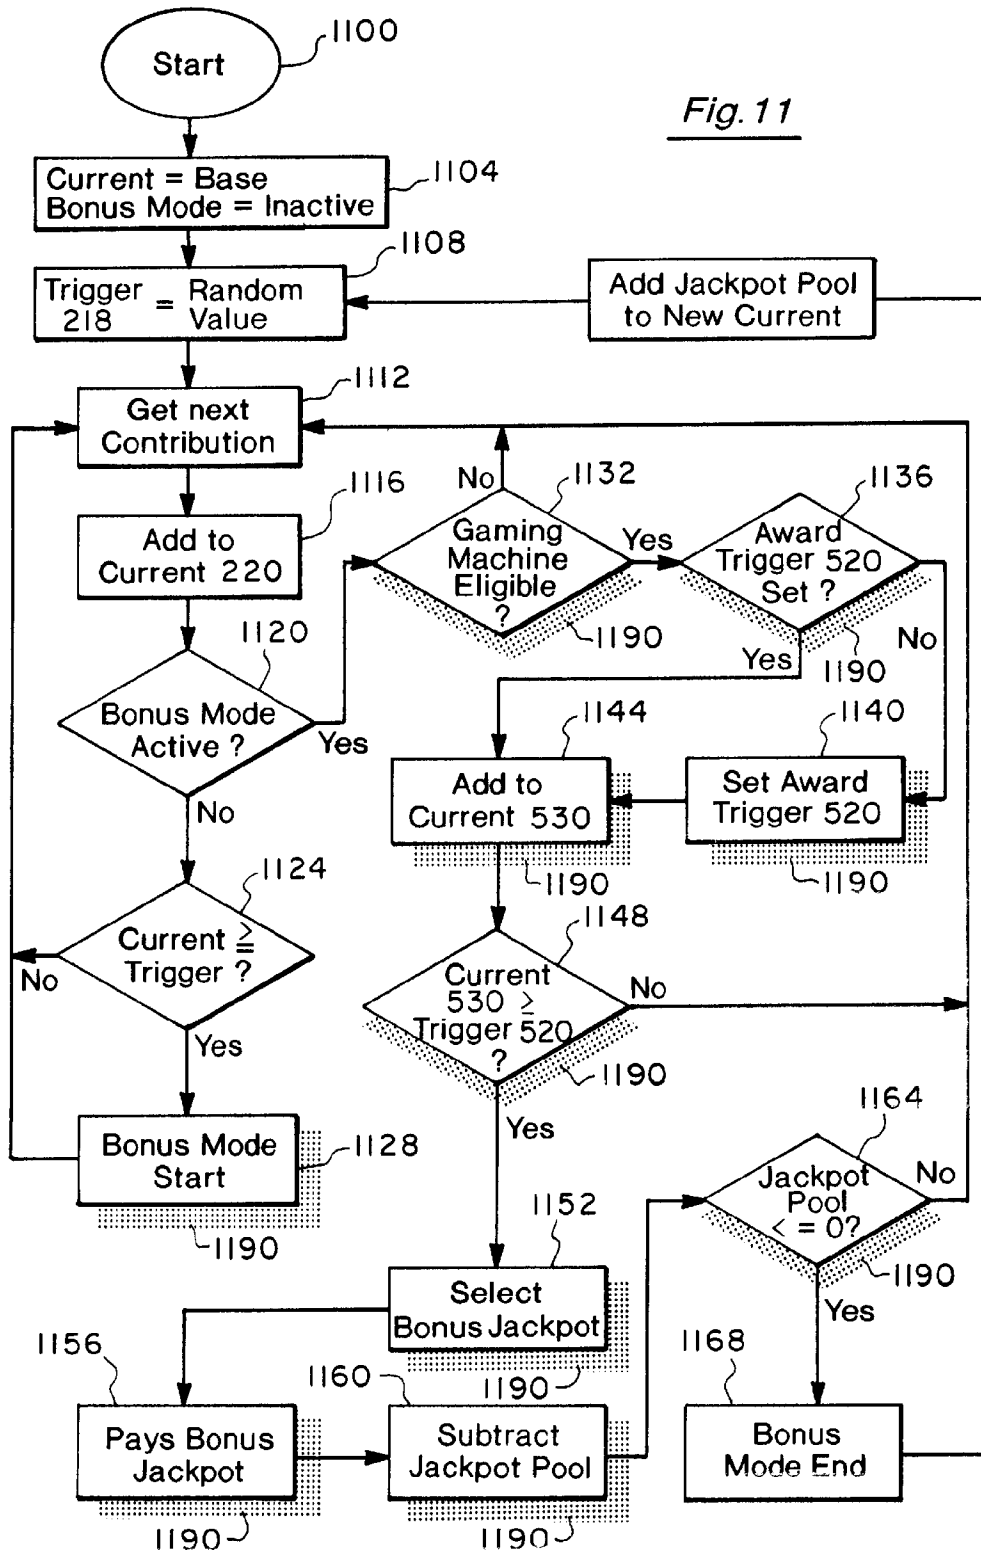 1100
Start
Fig. 11
Current = Base
Bonus Mode = Inactive
1104
1108
Trigger 218 = Random Value
Add Jackpot Pool
to New Current
1112
Get next
Contribution
1116
Add to
Current 220
1120
Bonus Mode
Active ?
Yes
No
1124
Current ≥
Trigger ?
No
Yes
Bonus Mode
Start
1128
1190
No
1132
Gaming
Machine
Eligible
?
1190
Yes
1136
Award
Trigger 520
Set ?
1190
Yes
No
1144
Add to
Current 530
1190
1140
Set Award
Trigger 520
1190
1148
Current
530 ≥
Trigger 520
?
No
1190
Yes
1152
Select
Bonus Jackpot
1190
1156
Pays Bonus
Jackpot
1190
1160
Subtract
Jackpot Pool
1190
1164
Jackpot
Pool
< = 0?
No
1190
Yes
1168
Bonus
Mode End